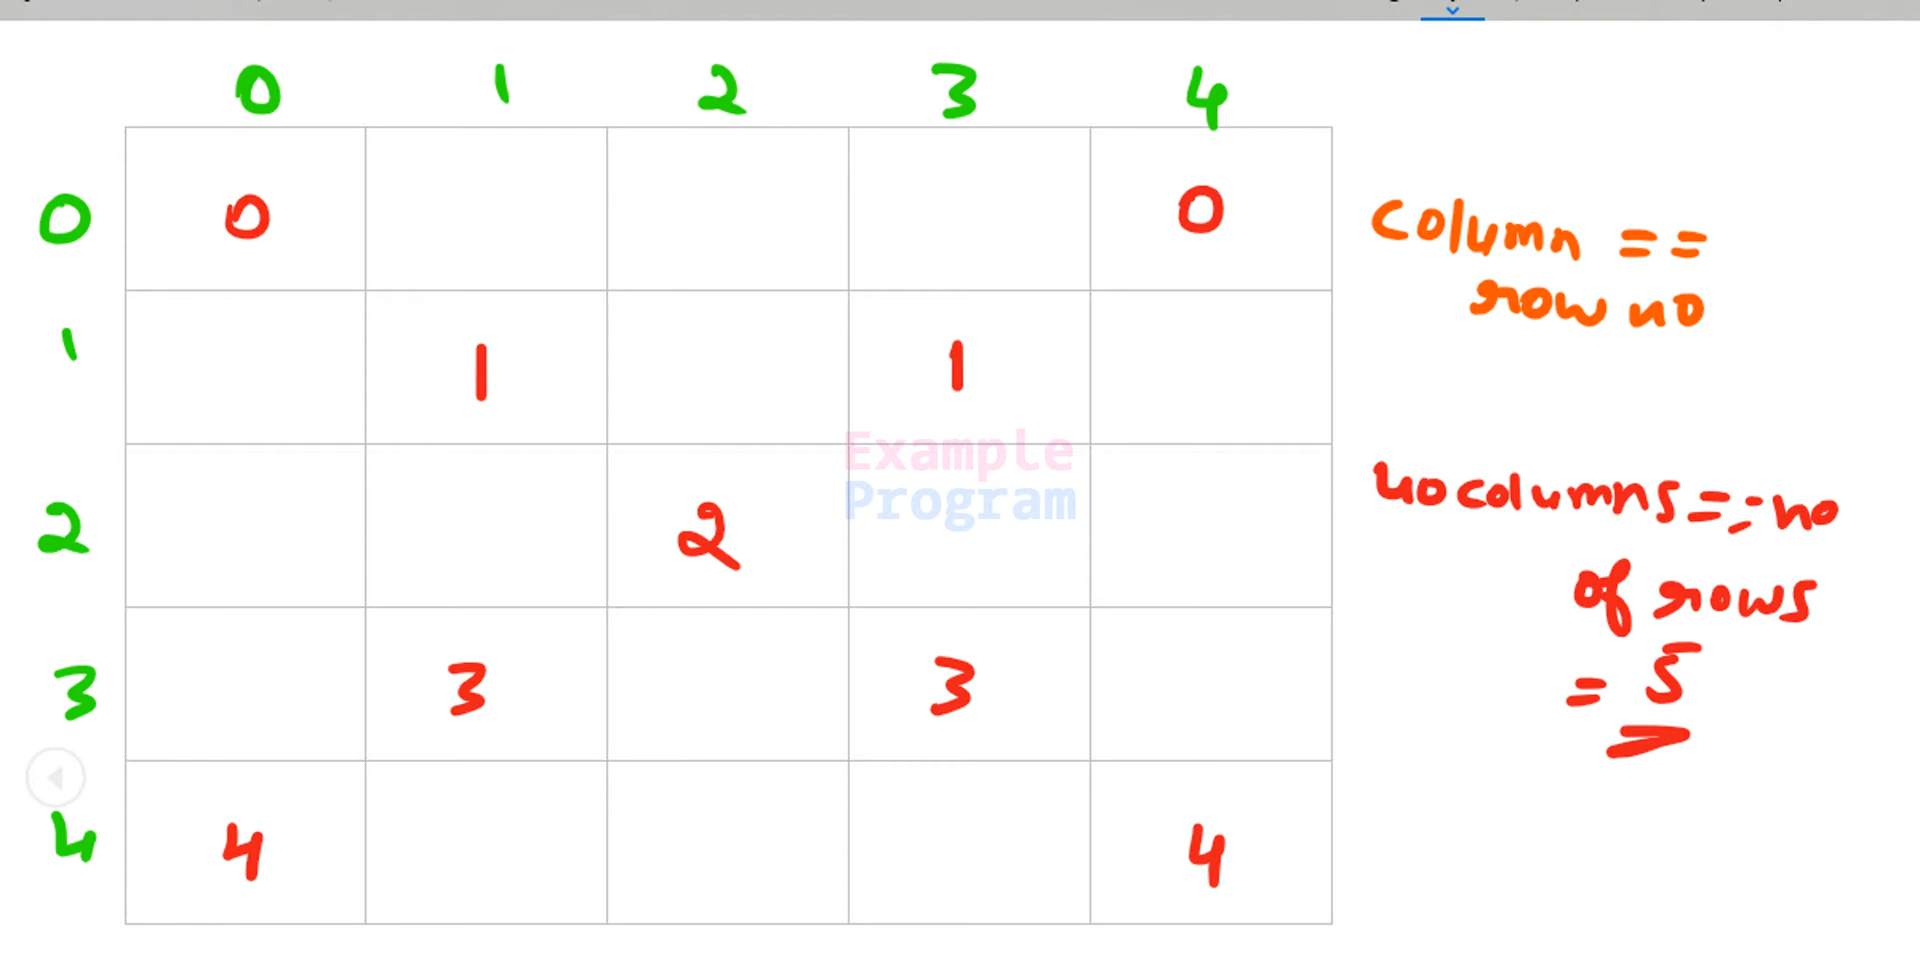 0 1 2 3 4
0 0 0
column ==
row no
1 1 1
Example
Program
2 2
no columns == no
of rows
= 5
3 3 3
4 4 4